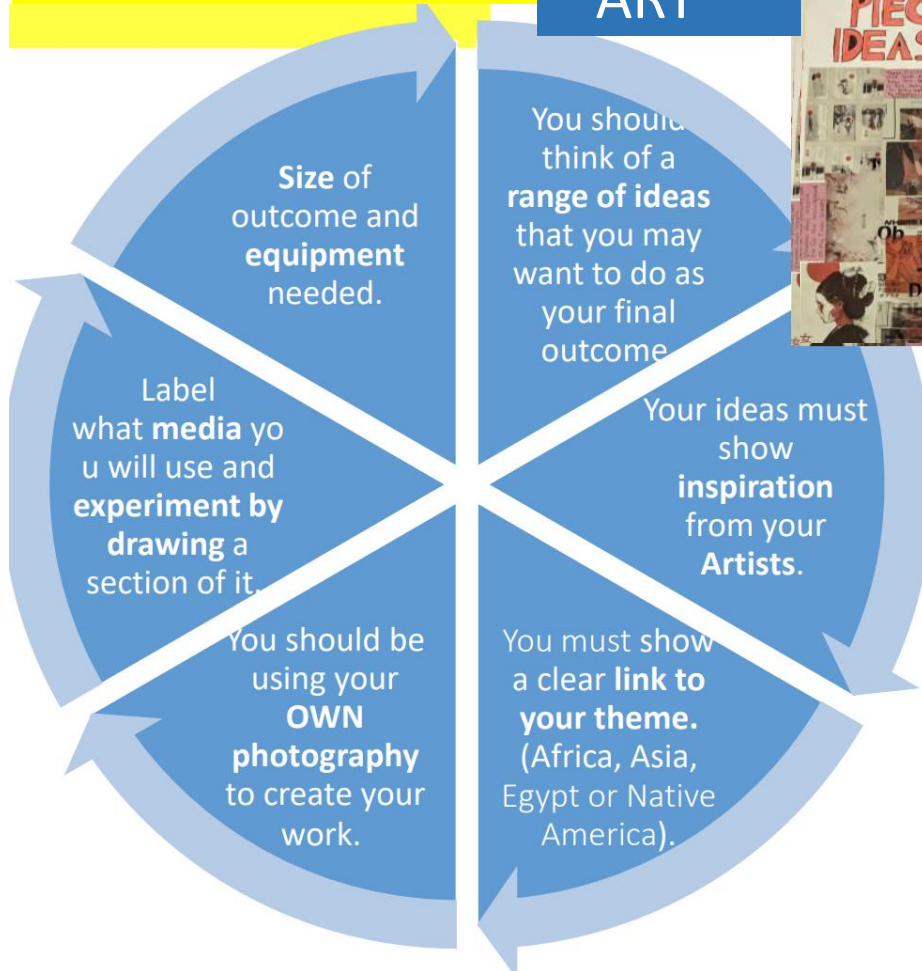 ART
You should
think of a
range of ideas
that you may
want to do as
your final
outcome
Your ideas must
show
inspiration
from your
Artists.
You must show
a clear link to
your theme.
(Africa, Asia,
Egypt or Native
America).
You should be
using your
OWN
photography
to create your
work.
Label
what media yo
u will use and
experiment by
drawing a
section of it.
Size of
outcome and
equipment
needed.
IDEAS